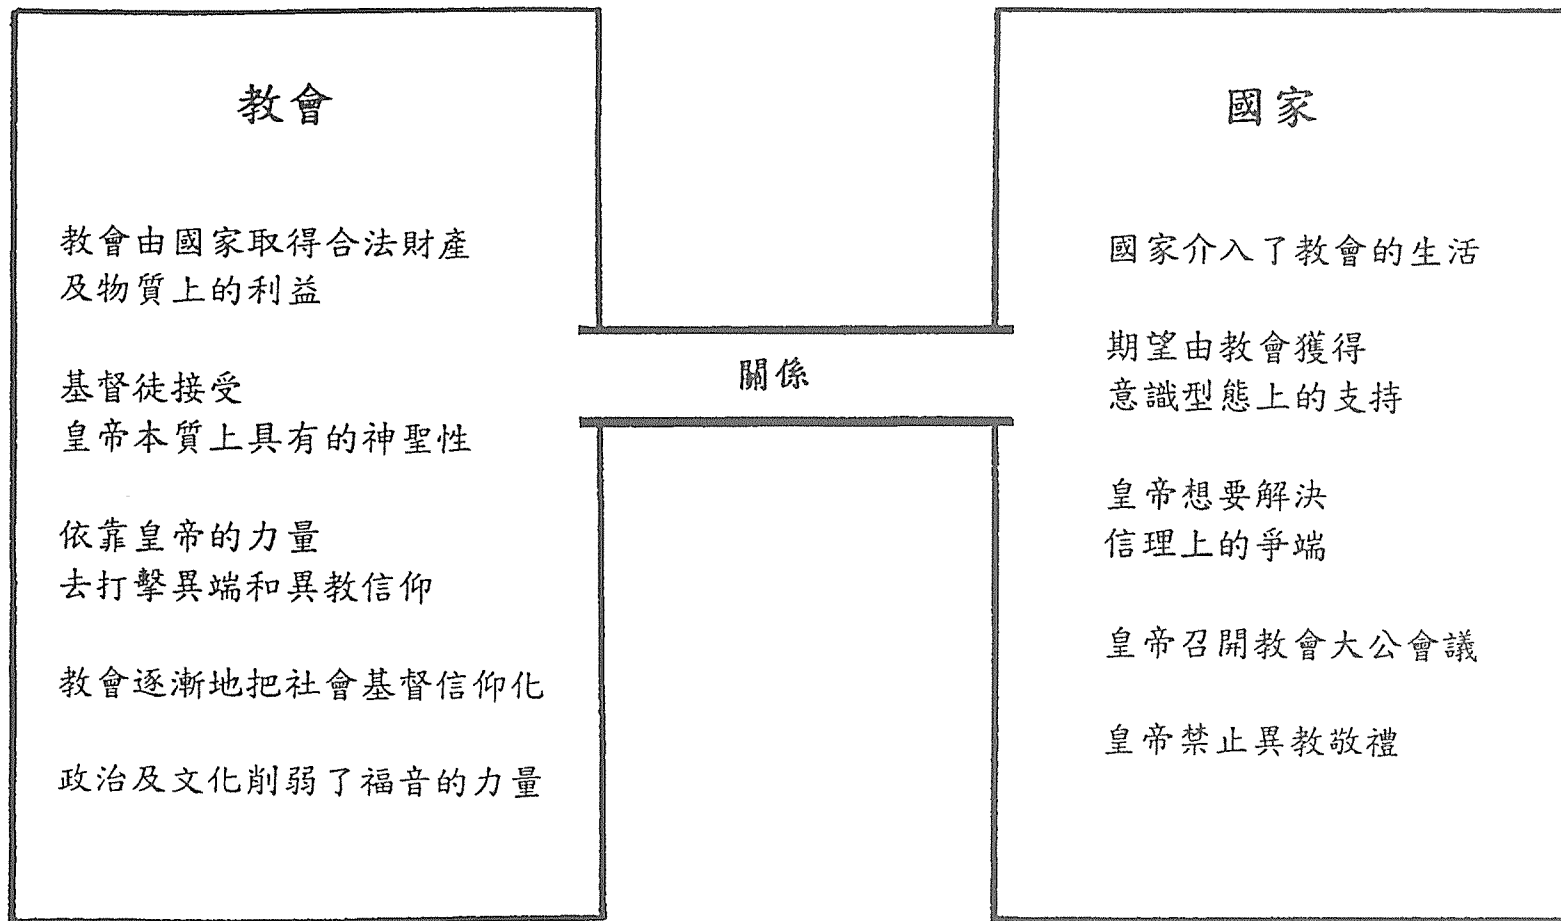 教會
教會由國家取得合法財產
及物質上的利益
基督徒接受
皇帝本質上具有的神聖性
依靠皇帝的力量
去打擊異端和異教信仰
教會逐漸地把社會基督信仰化
政治及文化削弱了福音的力量
關係
國家
國家介入了教會的生活
期望由教會獲得
意識型態上的支持
皇帝想要解決
信理上的爭端
皇帝召開教會大公會議
皇帝禁止異教敬禮